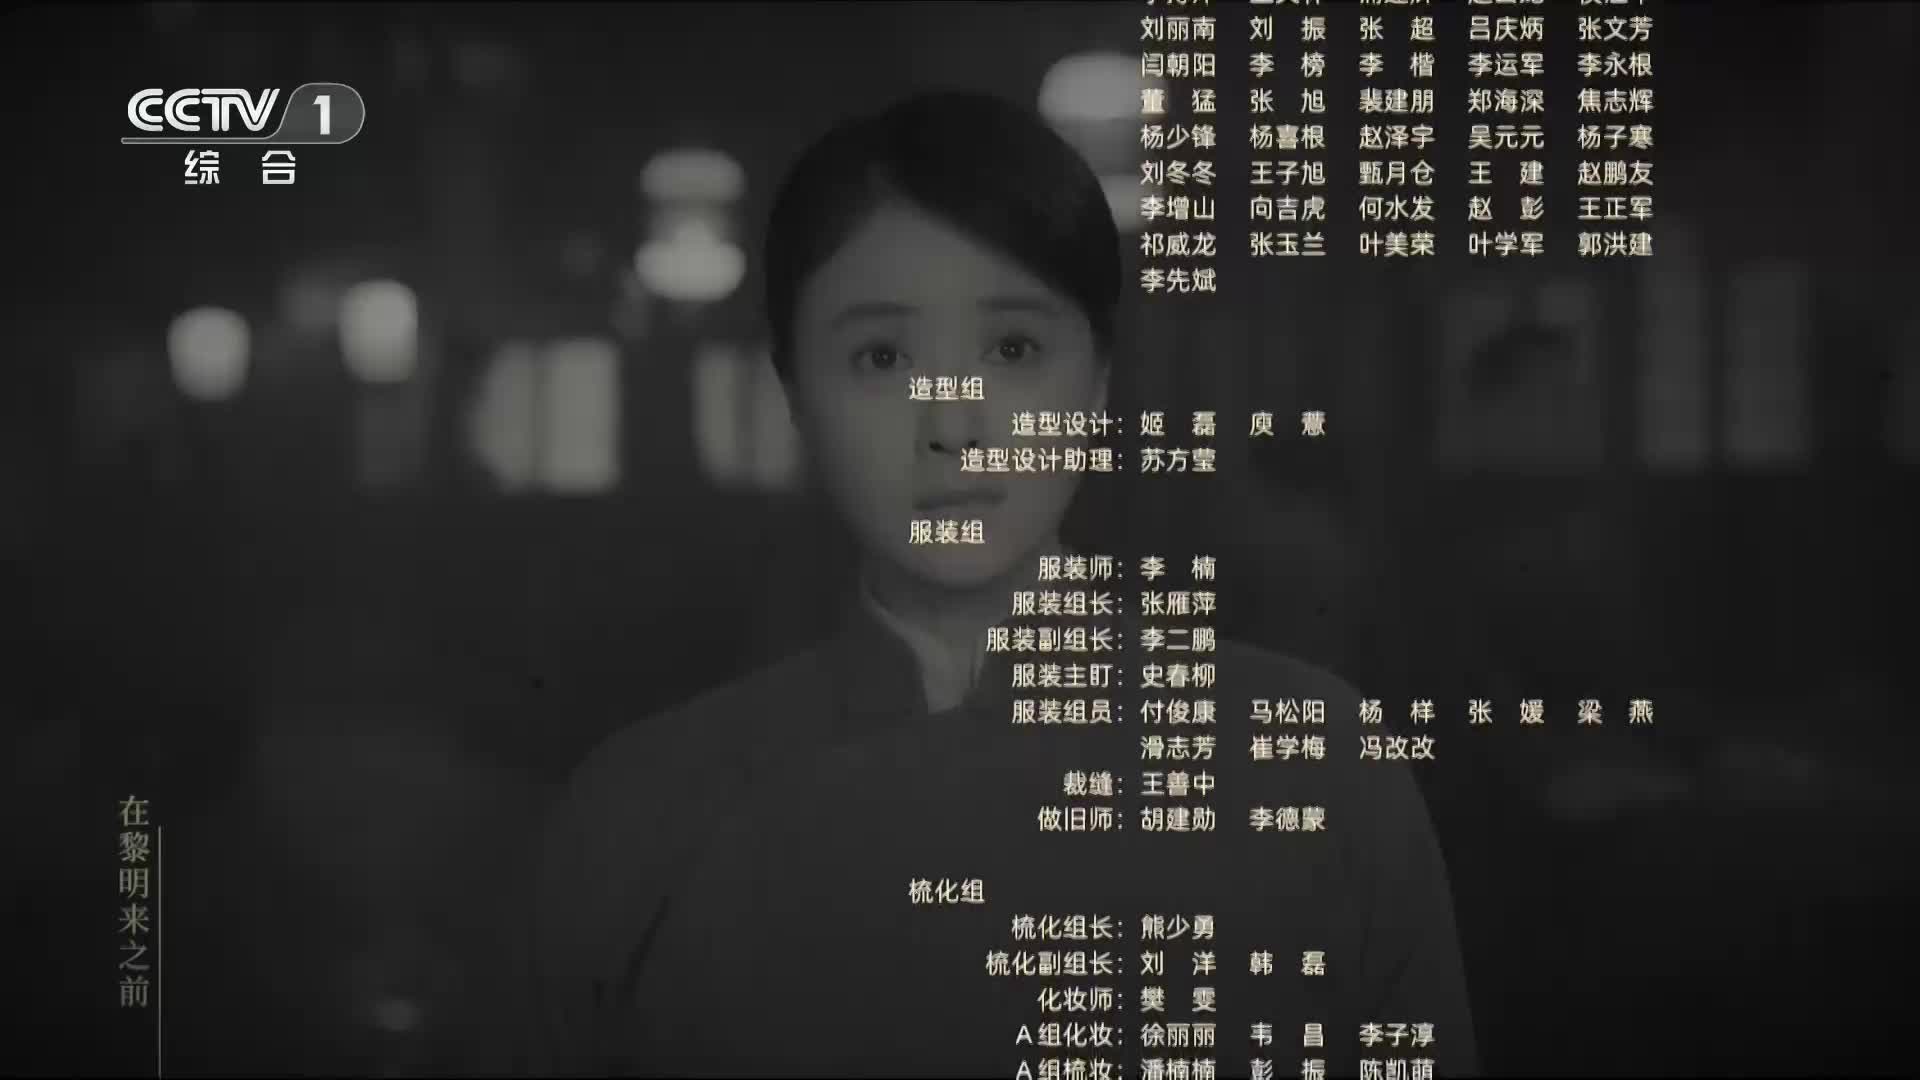 CCTV 1
综 合
刘丽南 刘 振 张 超 吕庆炳 张文芳
闫朝阳 李 榜 李 楷 李运军 李永根
董 猛 张 旭 裴建朋 郑海深 焦志辉
杨少锋 杨喜根 赵泽宇 吴元元 杨子寒
刘冬冬 王子旭 甄月仓 王 建 赵鹏友
李增山 向吉虎 何水发 赵 彭 王正军
祁威龙 张玉兰 叶美荣 叶学军 郭洪建
李先斌
造型组
造型设计：姬 磊 庾 薏
造型设计助理：苏方莹
服装组
服装师：李 楠
服装组长：张雁萍
服装副组长：李二鹏
服装主盯：史春柳
服装组员：付俊康 马松阳 杨 样 张 媛 梁 燕
滑志芳 崔学梅 冯改改
裁缝：王善中
做旧师：胡建勋 李德蒙
梳化组
梳化组长：熊少勇
梳化副组长：刘 洋 韩 磊
化妆师：樊 雯
A组化妆：徐丽丽 韦 昌 李子淳
A组梳妆：潘楠楠 彭 振 陈凯萌
在黎明来之前